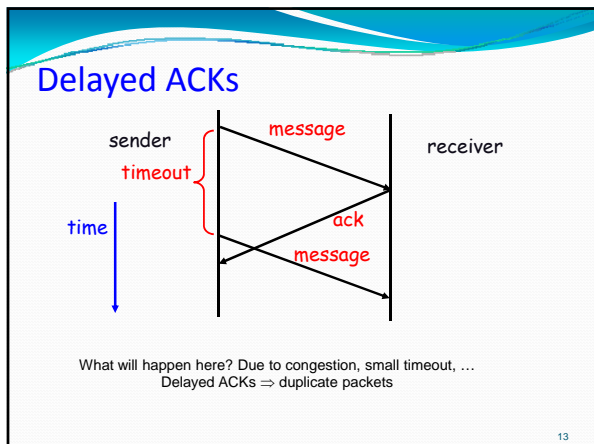 Delayed ACKs
sender
message
receiver
timeout
ack
time
message
What will happen here? Due to congestion, small timeout, …
Delayed ACKs ⇒ duplicate packets
13